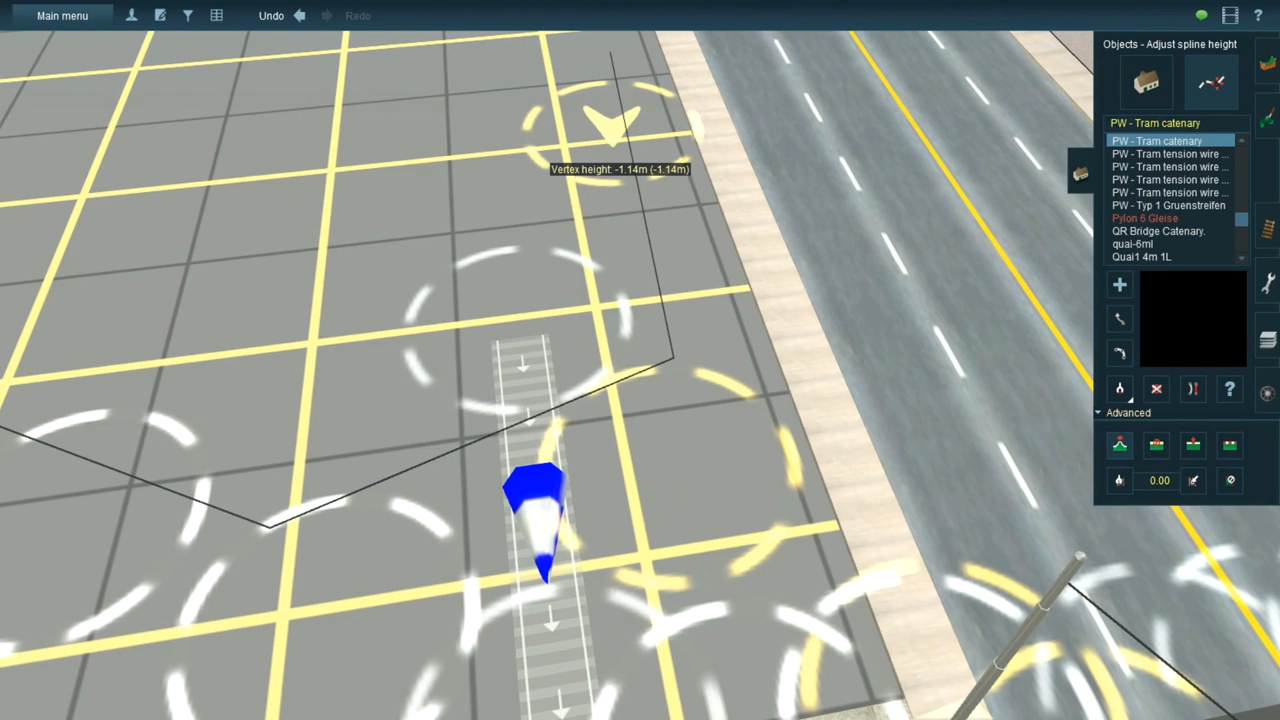 Main menu
Undo
Redo
?
Objects - Adjust spline height
PW - Tram catenary
PW - Tram catenary
PW - Tram tension wire ...
PW - Tram tension wire ...
PW - Tram tension wire ...
PW - Tram tension wire ...
PW - Typ 1 Gruenstreifen
Pylon 6 Gleise
QR Bridge Catenary.
quai-6ml
Quai1 4m 1L
?
Advanced
0.00
Vertex height: -1.14m (-1.14m)